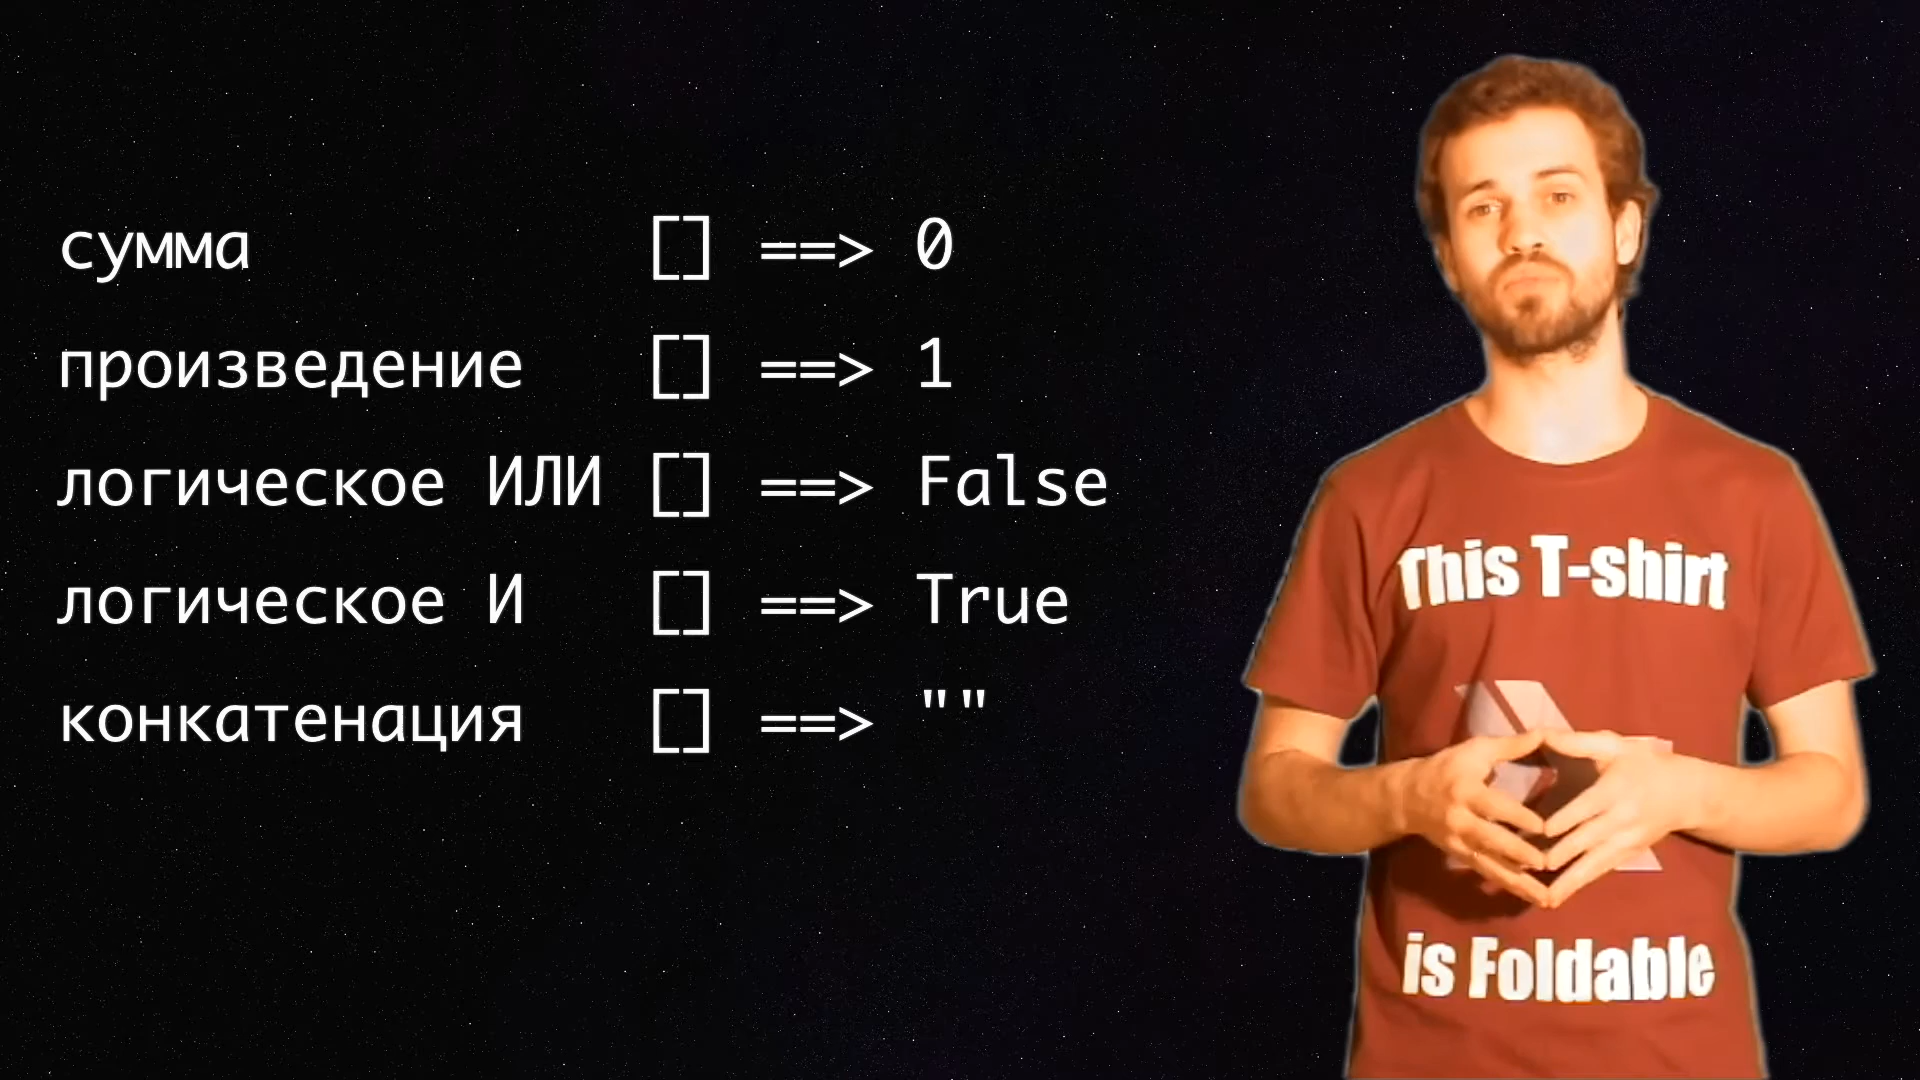 сумма [] ==> 0
произведение [] ==> 1
логическое ИЛИ [] ==> False
логическое И [] ==> True
конкатенация [] ==> ""
This T-shirt
is Foldable